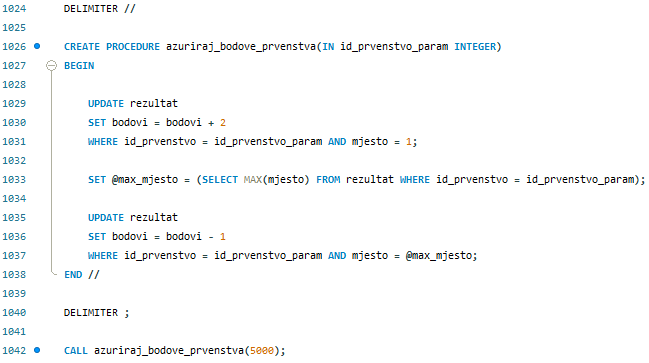 1024 DELIMITER //
1025
1026 CREATE PROCEDURE azuriraj_bodove_prvenstva(IN id_prvenstvo_param INTEGER)
1027 BEGIN
1028
1029 UPDATE rezultat
1030 SET bodovi = bodovi + 2
1031 WHERE id_prvenstvo = id_prvenstvo_param AND mjesto = 1;
1032
1033 SET @max_mjesto = (SELECT MAX(mjesto) FROM rezultat WHERE id_prvenstvo = id_prvenstvo_param);
1034
1035 UPDATE rezultat
1036 SET bodovi = bodovi - 1
1037 WHERE id_prvenstvo = id_prvenstvo_param AND mjesto = @max_mjesto;
1038 END //
1039
1040 DELIMITER ;
1041
1042 CALL azuriraj_bodove_prvenstva(5000);